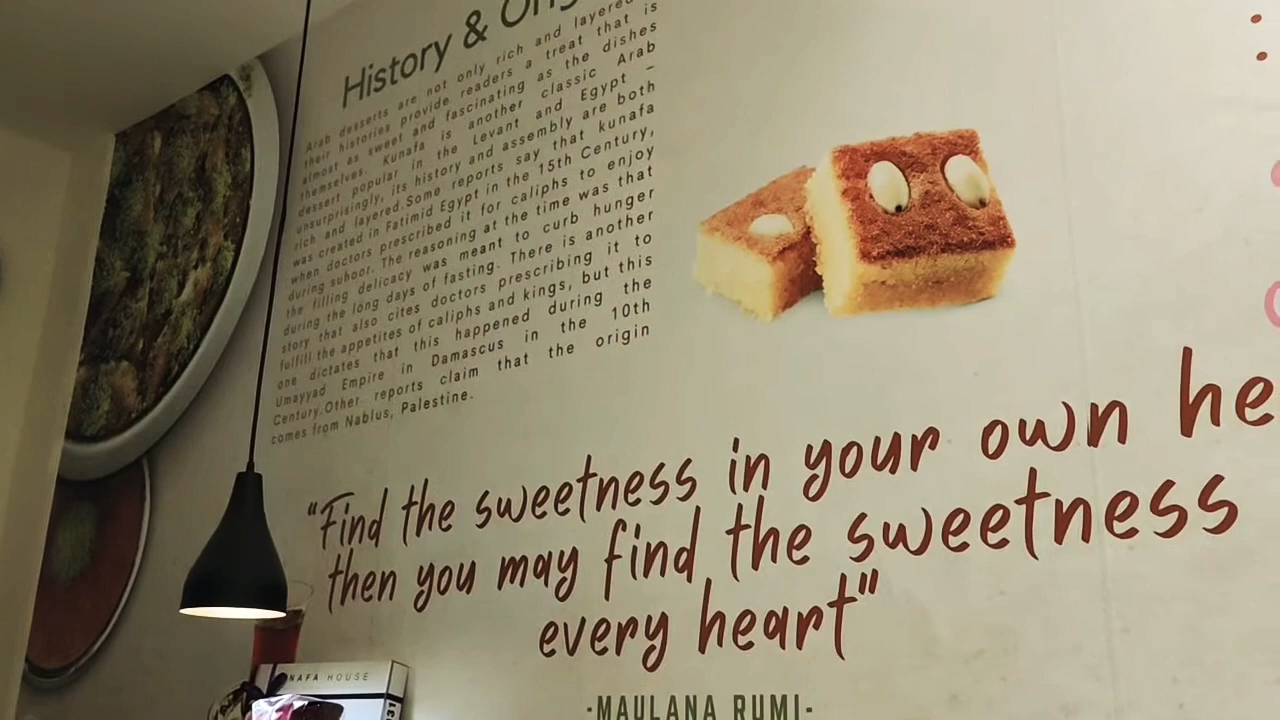 History & Ori
Arab desserts are not only rich and layered
their histories provide readers a treat that is
almost as sweet and fascinating as the dishes
themselves. Kunafa is another classic Arab
dessert popular in the Levant and Egypt –
unsurprisingly, its history and assembly are both
rich and layered.Some reports say that kunafa
was created in Fatimid Egypt in the 15th Century,
when doctors prescribed it for caliphs to enjoy
during suhoor. The reasoning at the time was that
the filling delicacy was meant to curb hunger
during the long days of fasting. There is another
story that also cites doctors prescribing it to
fulfill the appetites of caliphs and kings, but this
one dictates that this happened during the
Umayyad Empire in Damascus in the 10th
Century.Other reports claim that the origin
comes from Nablus, Palestine.
"Find the sweetness in your own he
then you may find the sweetness
every heart"
-MAULANA RUMI-
NAFA HOUSE